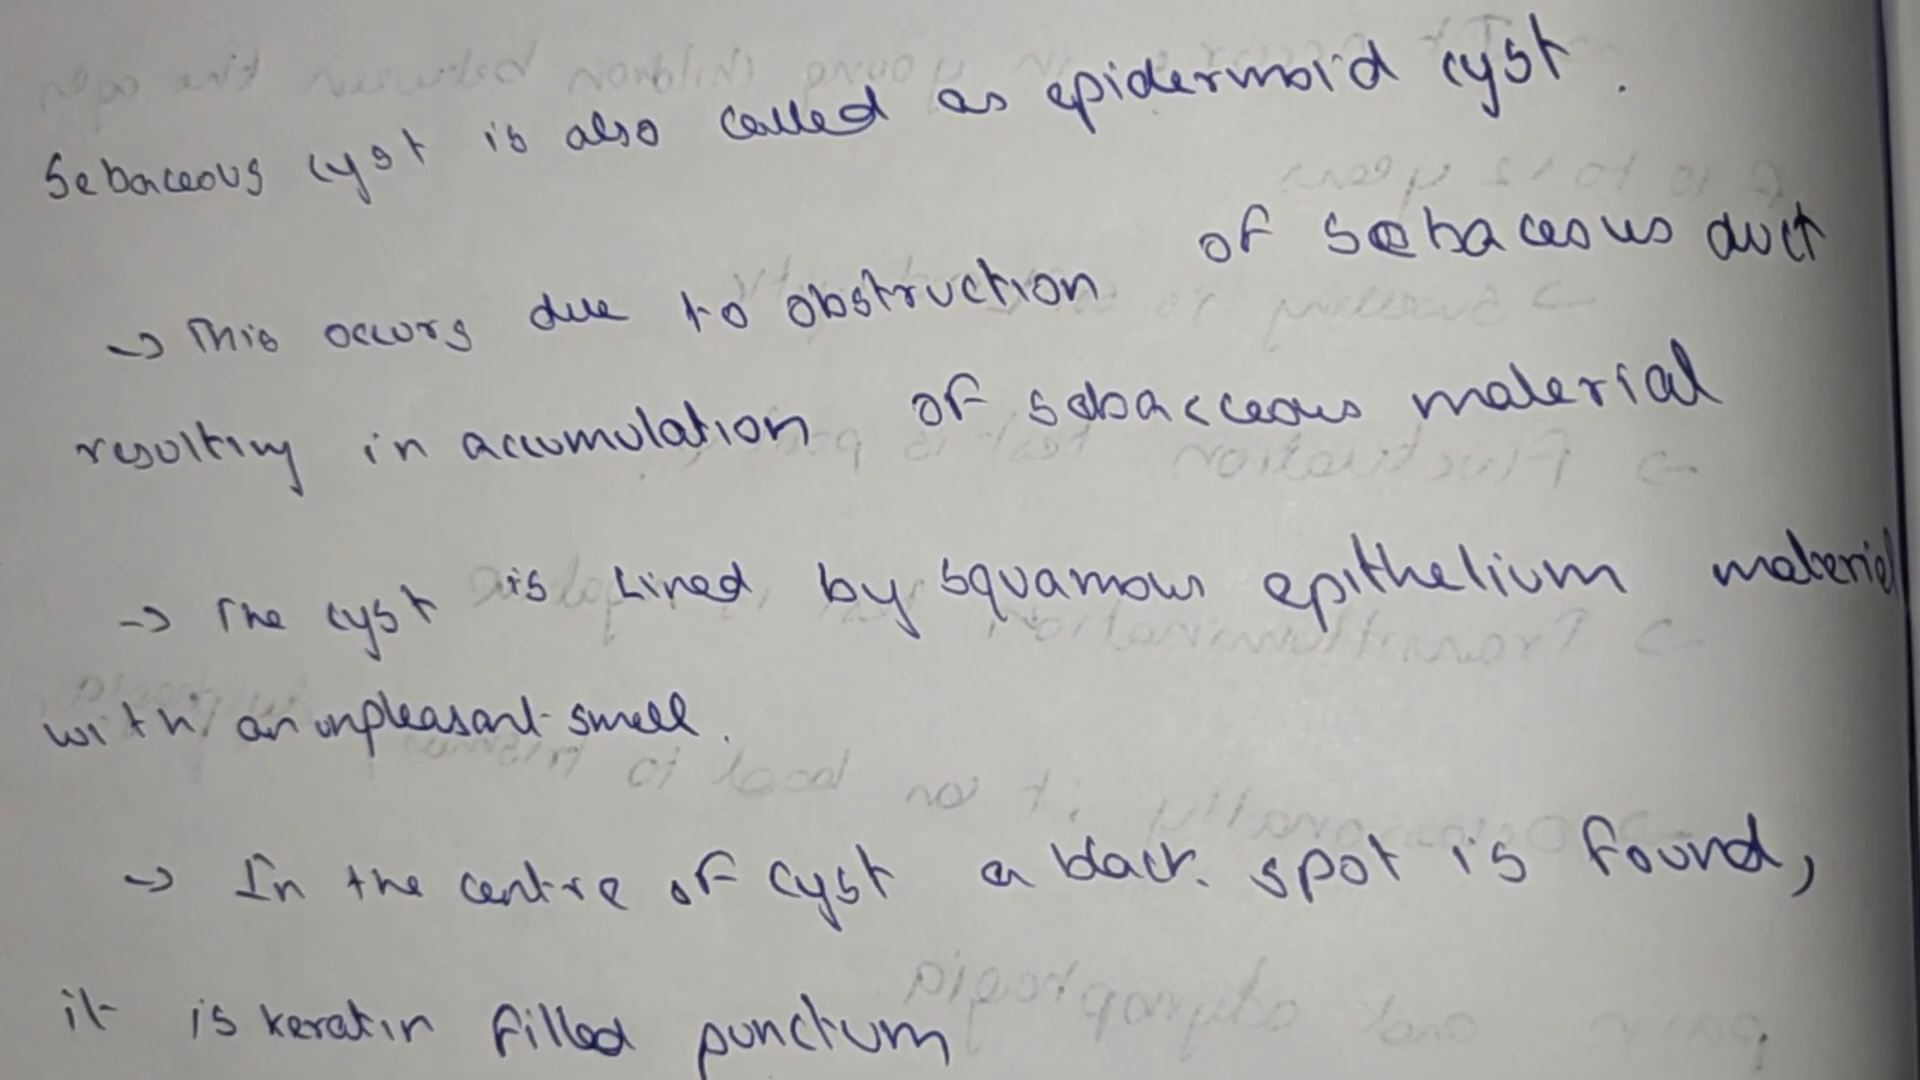 Sebaceous cyst is also called as epidermoid cyst.
→ This occurs due to obstruction of sebaceous duct
resulting in accumulation of sebacceous material
→ The cyst is Lined by squamous epithelium material
with an unpleasant smell.
→ In the centre of cyst a black spot is found,
it is keratin filled punctum